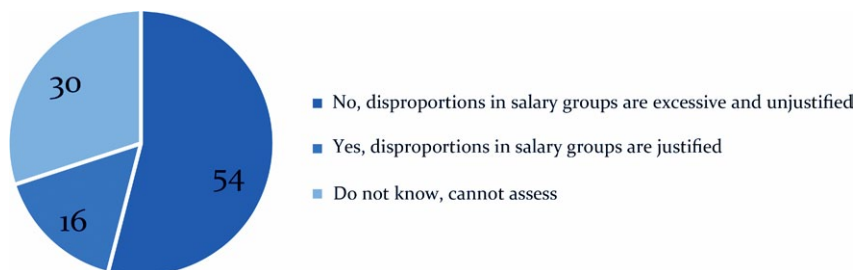 30
54
16
No, disproportions in salary groups are excessive and unjustified
Yes, disproportions in salary groups are justified
Do not know, cannot assess